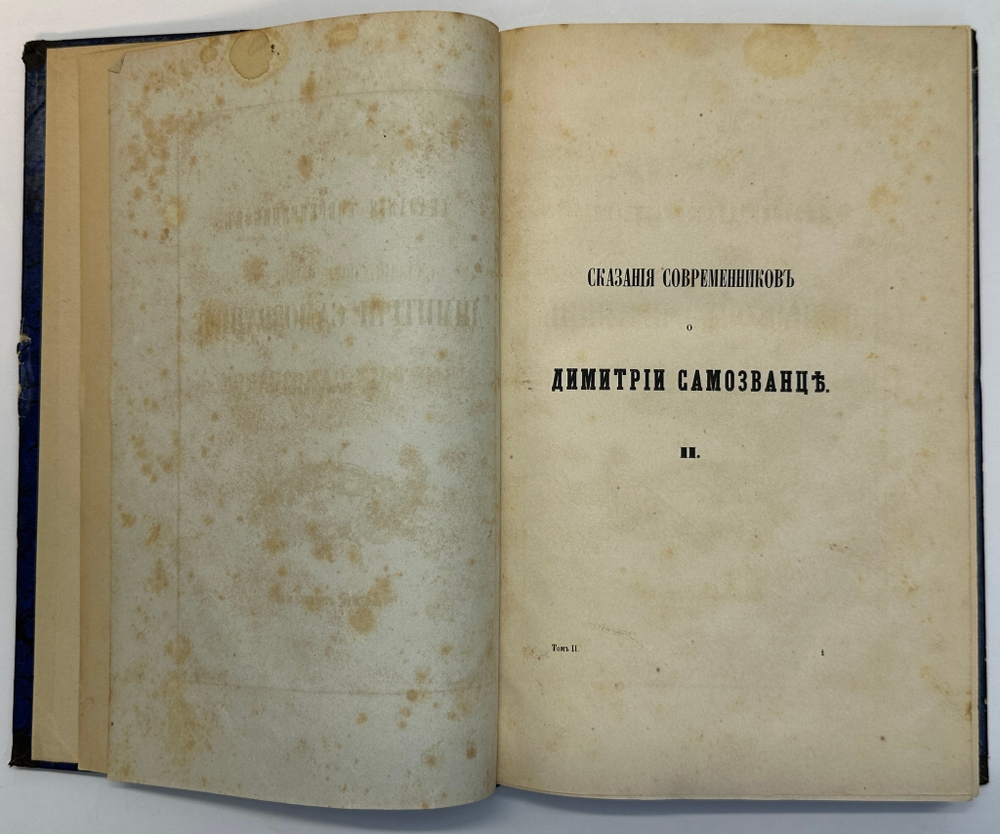 СКАЗАНІЯ СОВРЕМЕННИКОВЪ
О
ДИМИТРІИ САМОЗВАНЦѢ.
II.
Томъ II. 1